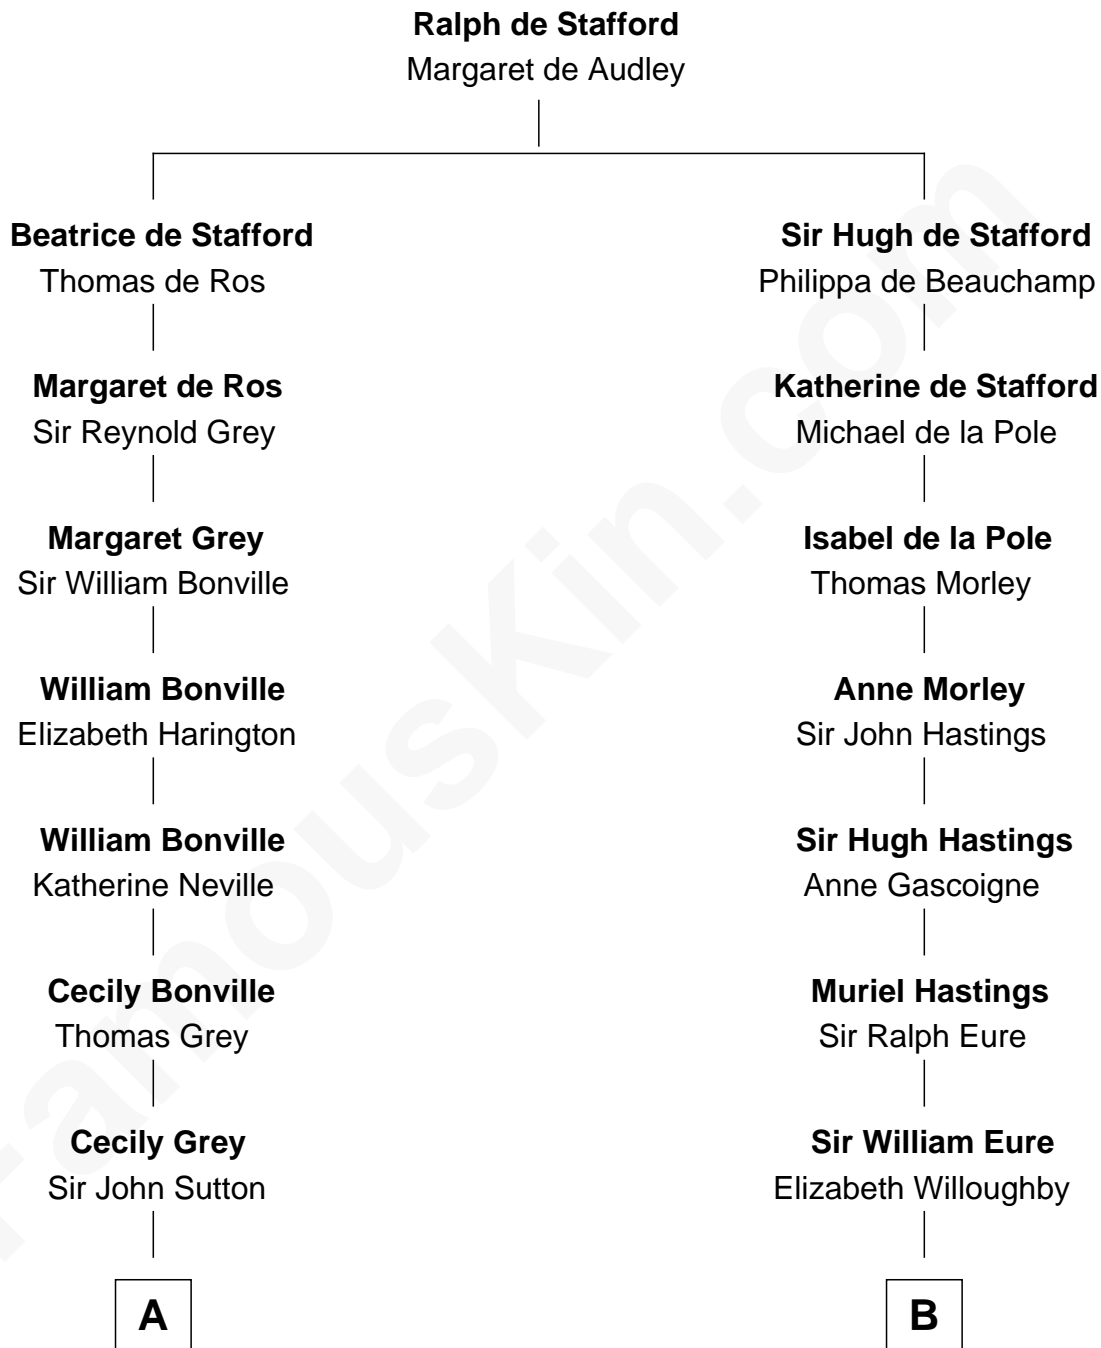 Ralph de Stafford
Margaret de Audley
Beatrice de Stafford
Thomas de Ros
Margaret de Ros
Sir Reynold Grey
Margaret Grey
Sir William Bonville
William Bonville
Elizabeth Harington
William Bonville
Katherine Neville
Cecily Bonville
Thomas Grey
Cecily Grey
Sir John Sutton
A
Sir Hugh de Stafford
Philippa de Beauchamp
Katherine de Stafford
Michael de la Pole
Isabel de la Pole
Thomas Morley
Anne Morley
Sir John Hastings
Sir Hugh Hastings
Anne Gascoigne
Muriel Hastings
Sir Ralph Eure
Sir William Eure
Elizabeth Willoughby
B
FamousKin.com